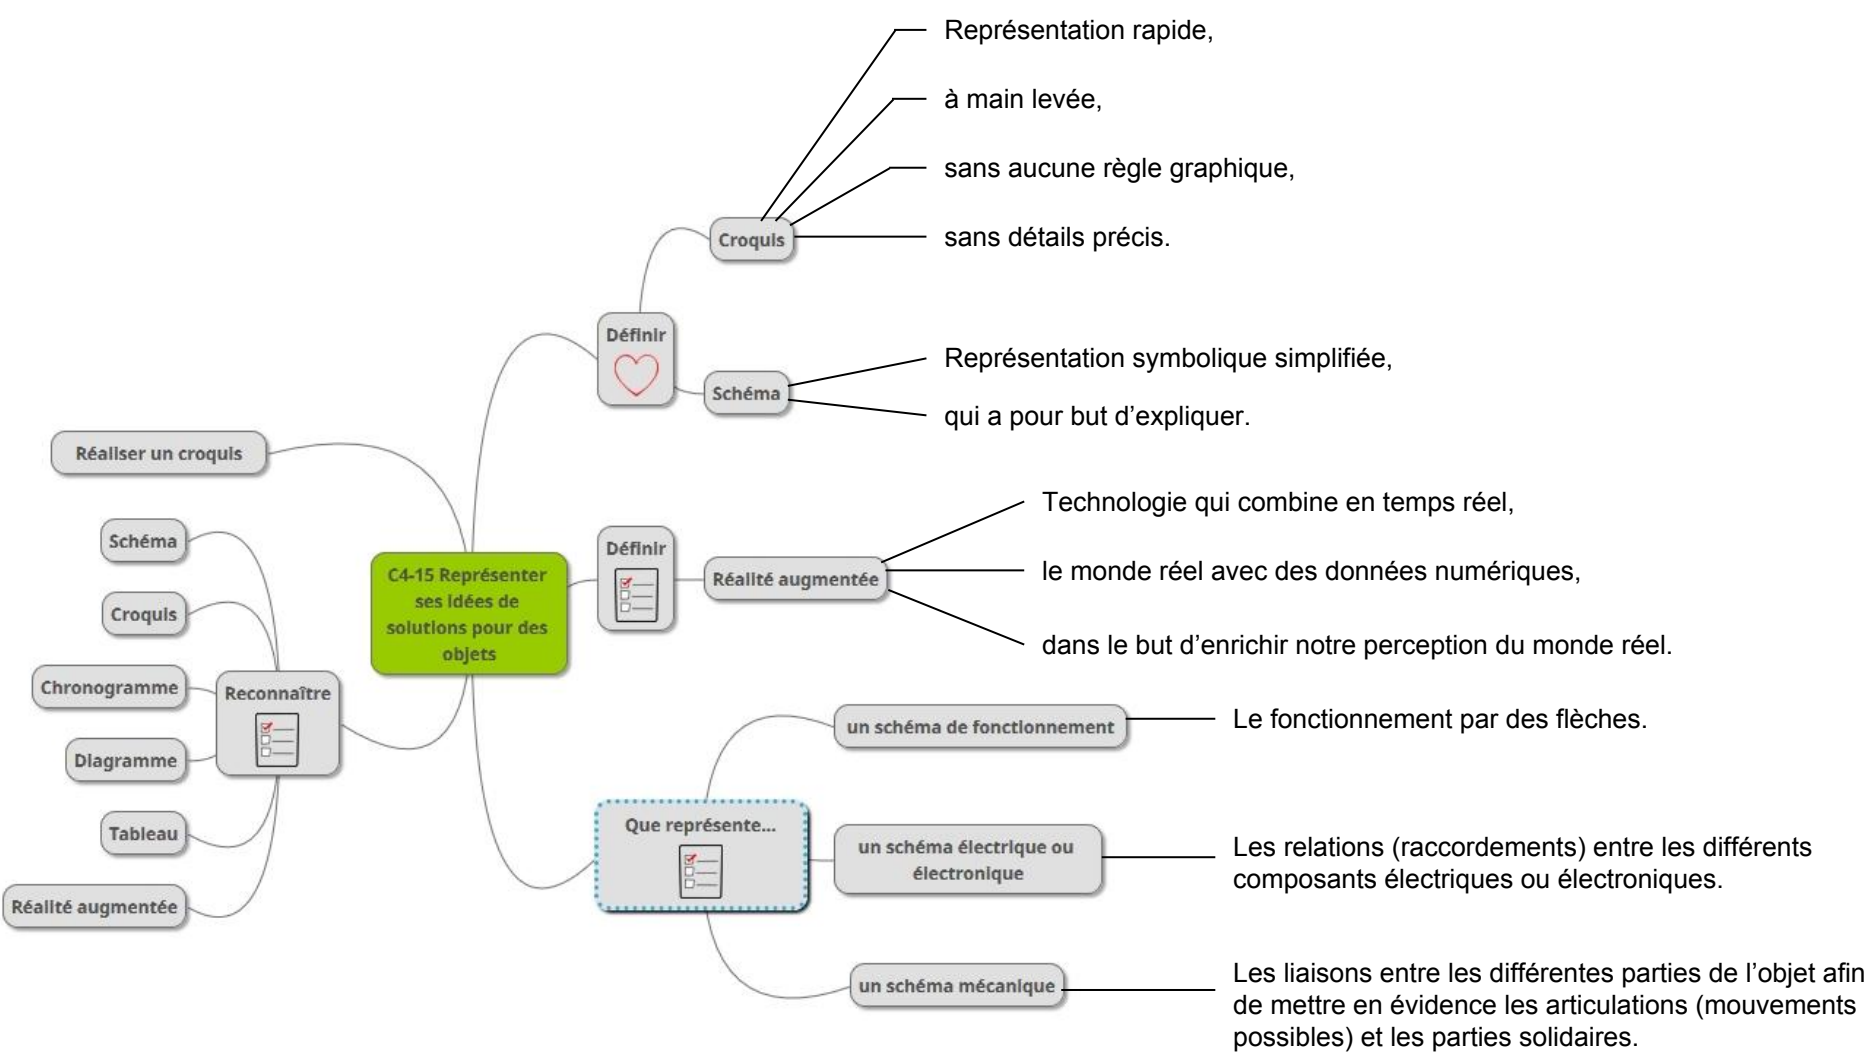 Représentation rapide,
à main levée,
sans aucune règle graphique,
Croquis
sans détails précis.
Définir
Représentation symbolique simplifiée,
Schéma
qui a pour but d’expliquer.
Réaliser un croquis
Technologie qui combine en temps réel,
Définir
Réalité augmentée
le monde réel avec des données numériques,
dans le but d’enrichir notre perception du monde réel.
C4-15 Représenter
ses idées de
solutions pour des
objets
Schéma
Croquis
Chronogramme
Reconnaître
Diagramme
Tableau
Réalité augmentée
un schéma de fonctionnement
Le fonctionnement par des flèches.
Que représente...
un schéma électrique ou
électronique
Les relations (raccordements) entre les différents
composants électriques ou électroniques.
un schéma mécanique
Les liaisons entre les différentes parties de l’objet afin
de mettre en évidence les articulations (mouvements
possibles) et les parties solidaires.